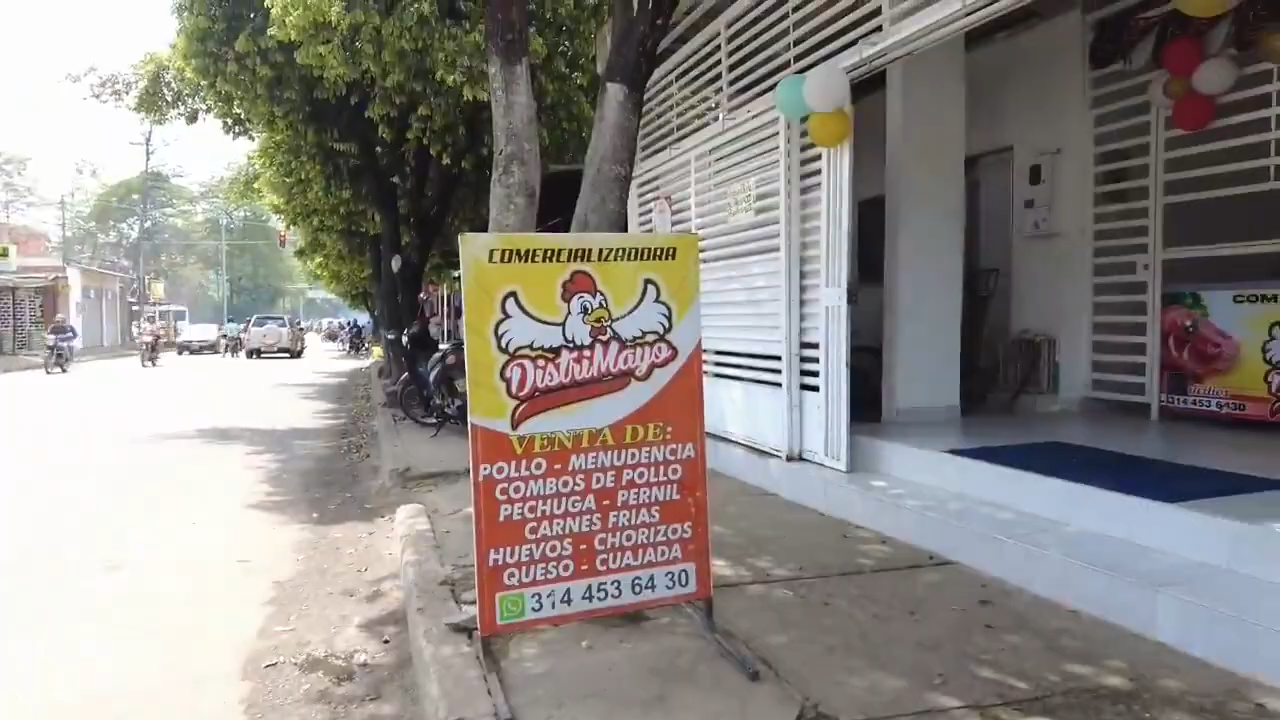 COMERCIALIZADORA
DistriMayo
VENTA DE:
POLLO - MENUDENCIA
COMBOS DE POLLO
PECHUGA - PERNIL
CARNES FRIAS
HUEVOS - CHORIZOS
QUESO - CUAJADA
314 453 64 30
COM
314 453 6430